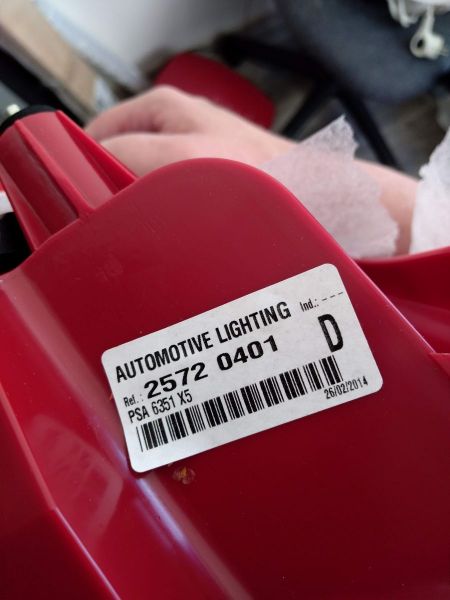 AUTOMOTIVE LIGHTING Ind.: ---
Ref.: 2572 0401 D
PSA 6351 X5
26/02/2014